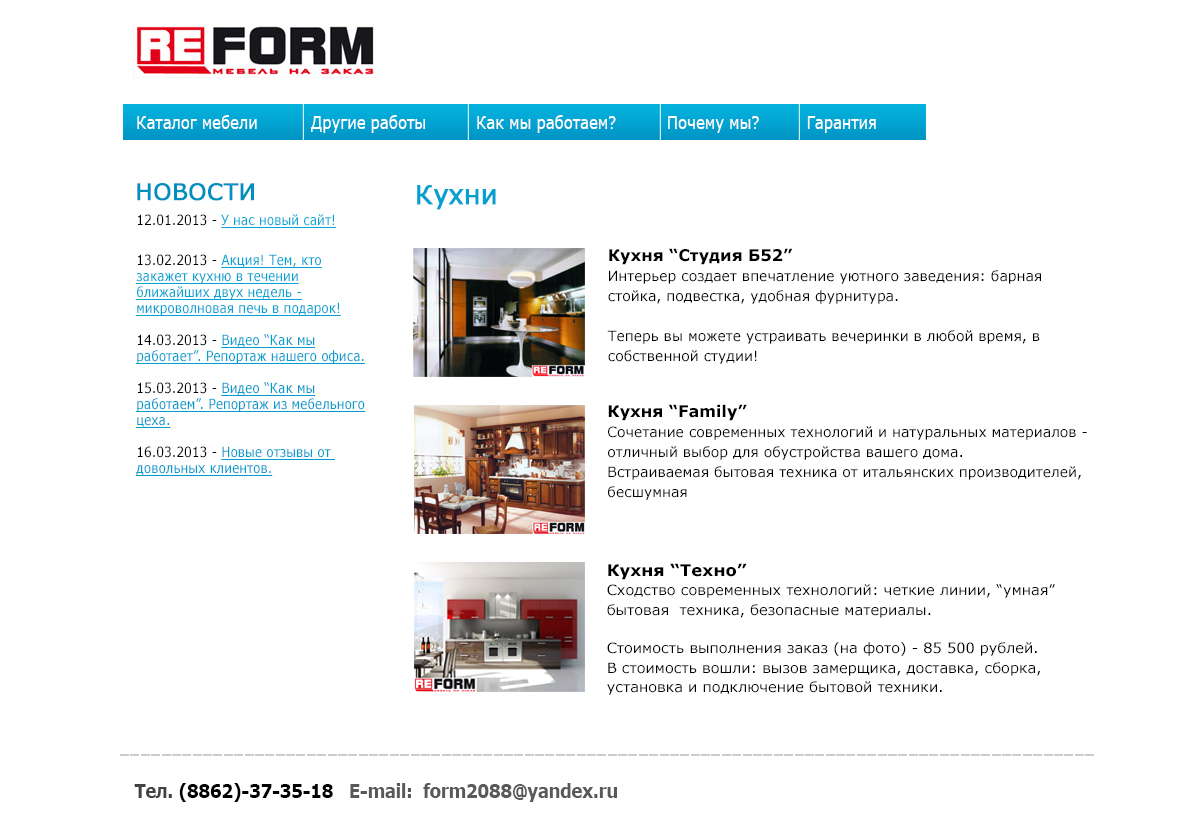 REFORM
МЕБЕЛЬ НА ЗАКАЗ
Каталог мебели
Другие работы
Как мы работаем?
Почему мы?
Гарантия
НОВОСТИ
12.01.2013 - У нас новый сайт!
13.02.2013 - Акция! Тем, кто
закажет кухню в течении
ближайших двух недель -
микроволновая печь в подарок!
14.03.2013 - Видео “Как мы
работает”. Репортаж нашего офиса.
15.03.2013 - Видео “Как мы
работаем”. Репортаж из мебельного
цеха.
16.03.2013 - Новые отзывы от
довольных клиентов.
Кухни
REFORM
Кухня “Студия Б52”
Интерьер создает впечатление уютного заведения: барная
стойка, подвестка, удобная фурнитура.
Теперь вы можете устраивать вечеринки в любой время, в
собственной студии!
REFORM
Кухня “Family”
Сочетание современных технологий и натуральных материалов -
отличный выбор для обустройства вашего дома.
Встраиваемая бытовая техника от итальянских производителей,
бесшумная
REFORM
Кухня “Техно”
Сходство современных технологий: четкие линии, “умная”
бытовая  техника, безопасные материалы.
Стоимость выполнения заказ (на фото) - 85 500 рублей.
В стоимость вошли: вызов замерщика, доставка, сборка,
установка и подключение бытовой техники.
Тел. (8862)-37-35-18 E-mail: form2088@yandex.ru